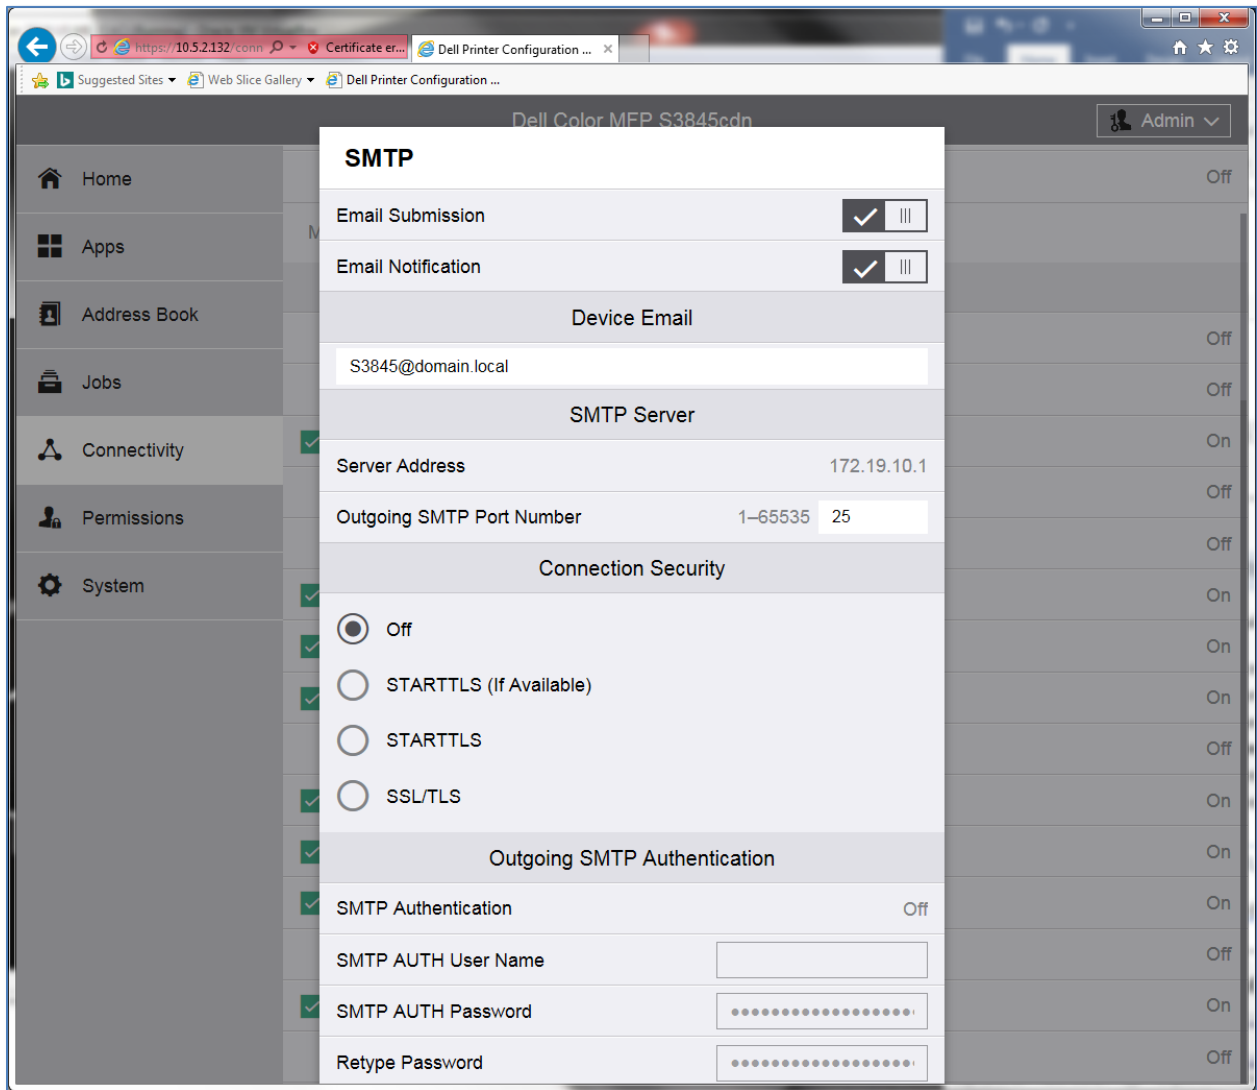 https://10.5.2.132/conn
Certificate er...
Dell Printer Configuration ...
Suggested Sites
Web Slice Gallery
Dell Printer Configuration ...
Dell Color MFP S3845cdn
Admin
Home
Apps
Address Book
Jobs
Connectivity
Permissions
System
SMTP
Email Submission
Email Notification
Device Email
S3845@domain.local
SMTP Server
Server Address 172.19.10.1
Outgoing SMTP Port Number 1–65535 25
Connection Security
Off
STARTTLS (If Available)
STARTTLS
SSL/TLS
Outgoing SMTP Authentication
SMTP Authentication Off
SMTP AUTH User Name
SMTP AUTH Password
Retype Password
Off
Off
Off
On
Off
Off
On
On
On
Off
On
On
On
Off
On
Off